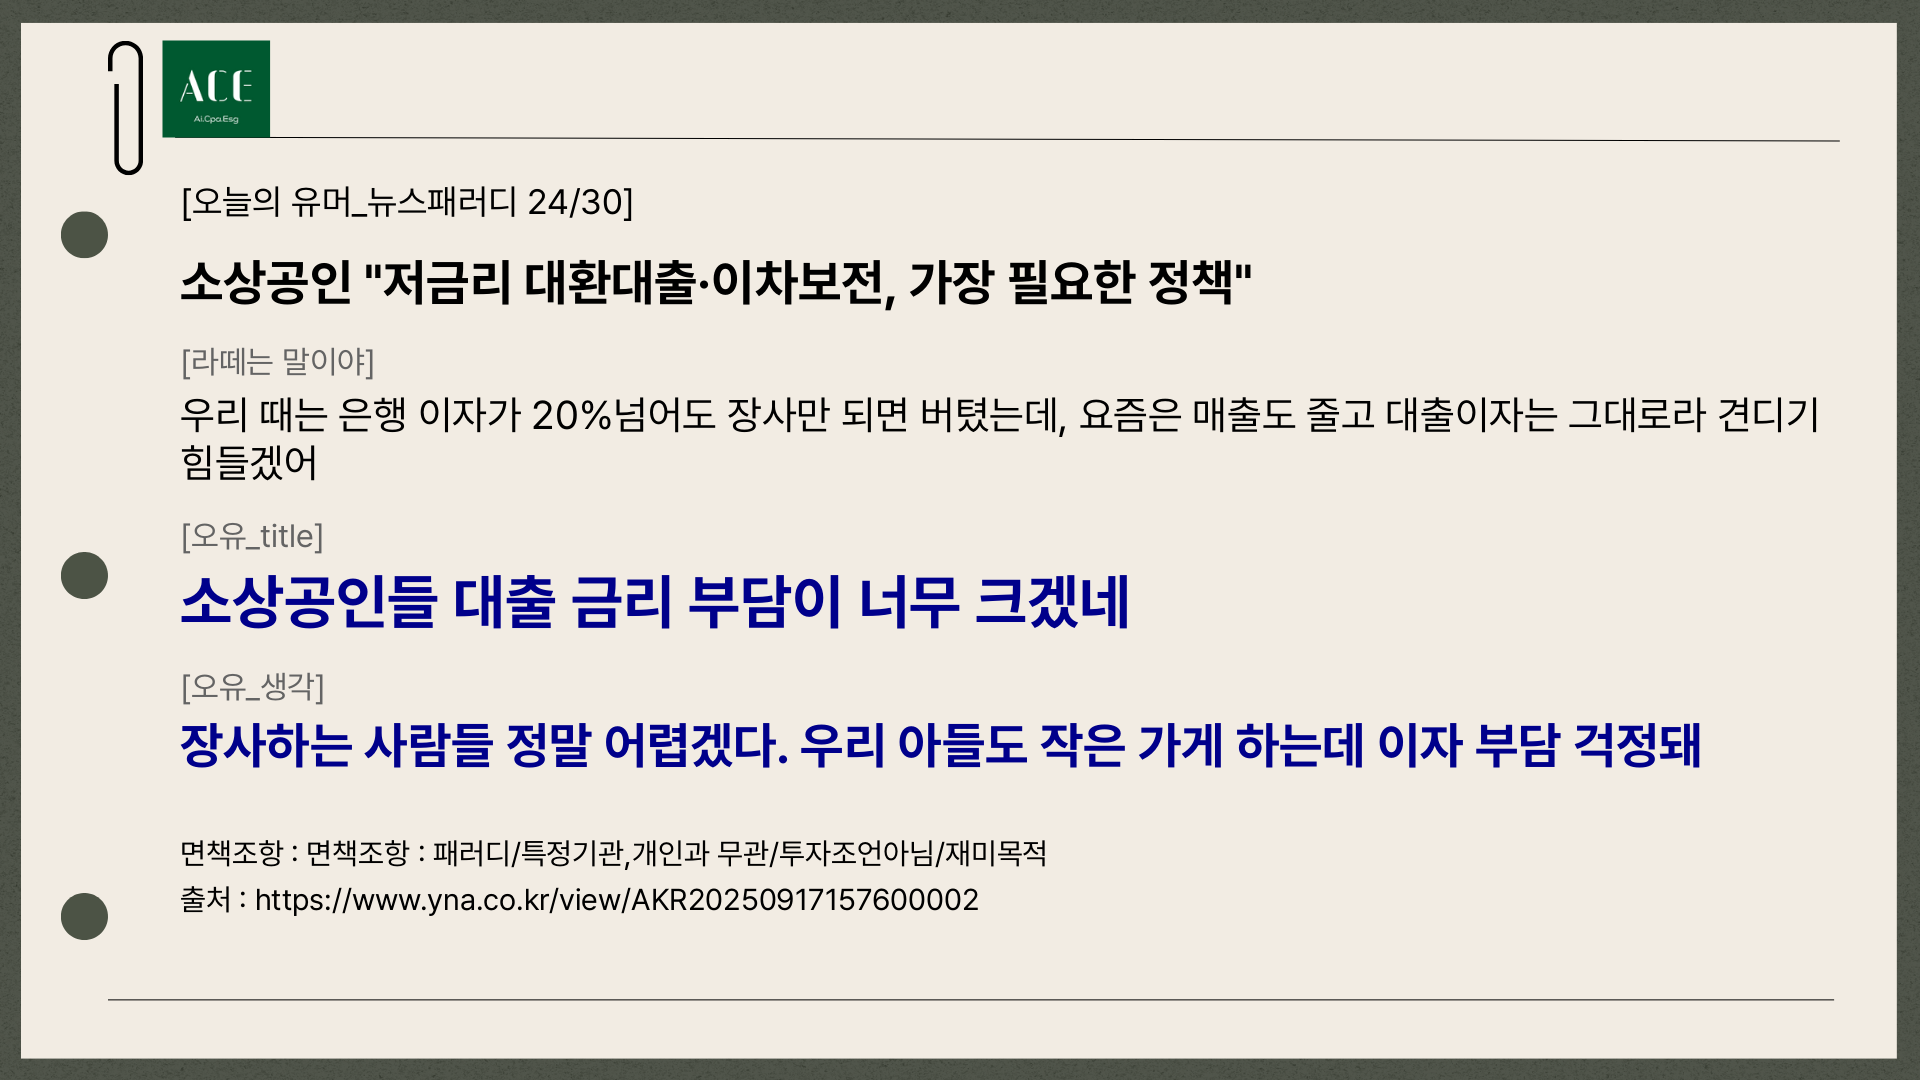 ACE
Ai.Cpa.Esg
[오늘의 유머_뉴스패러디 24/30]
소상공인 "저금리 대환대출·이차보전, 가장 필요한 정책"
[라떼는 말이야]
우리 때는 은행 이자가 20%넘어도 장사만 되면 버텼는데, 요즘은 매출도 줄고 대출이자는 그대로라 견디기
힘들겠어
[오유_title]
소상공인들 대출 금리 부담이 너무 크겠네
[오유_생각]
장사하는 사람들 정말 어렵겠다. 우리 아들도 작은 가게 하는데 이자 부담 걱정돼
면책조항 : 면책조항 : 패러디/특정기관,개인과 무관/투자조언아님/재미목적
출처 : https://www.yna.co.kr/view/AKR20250917157600002